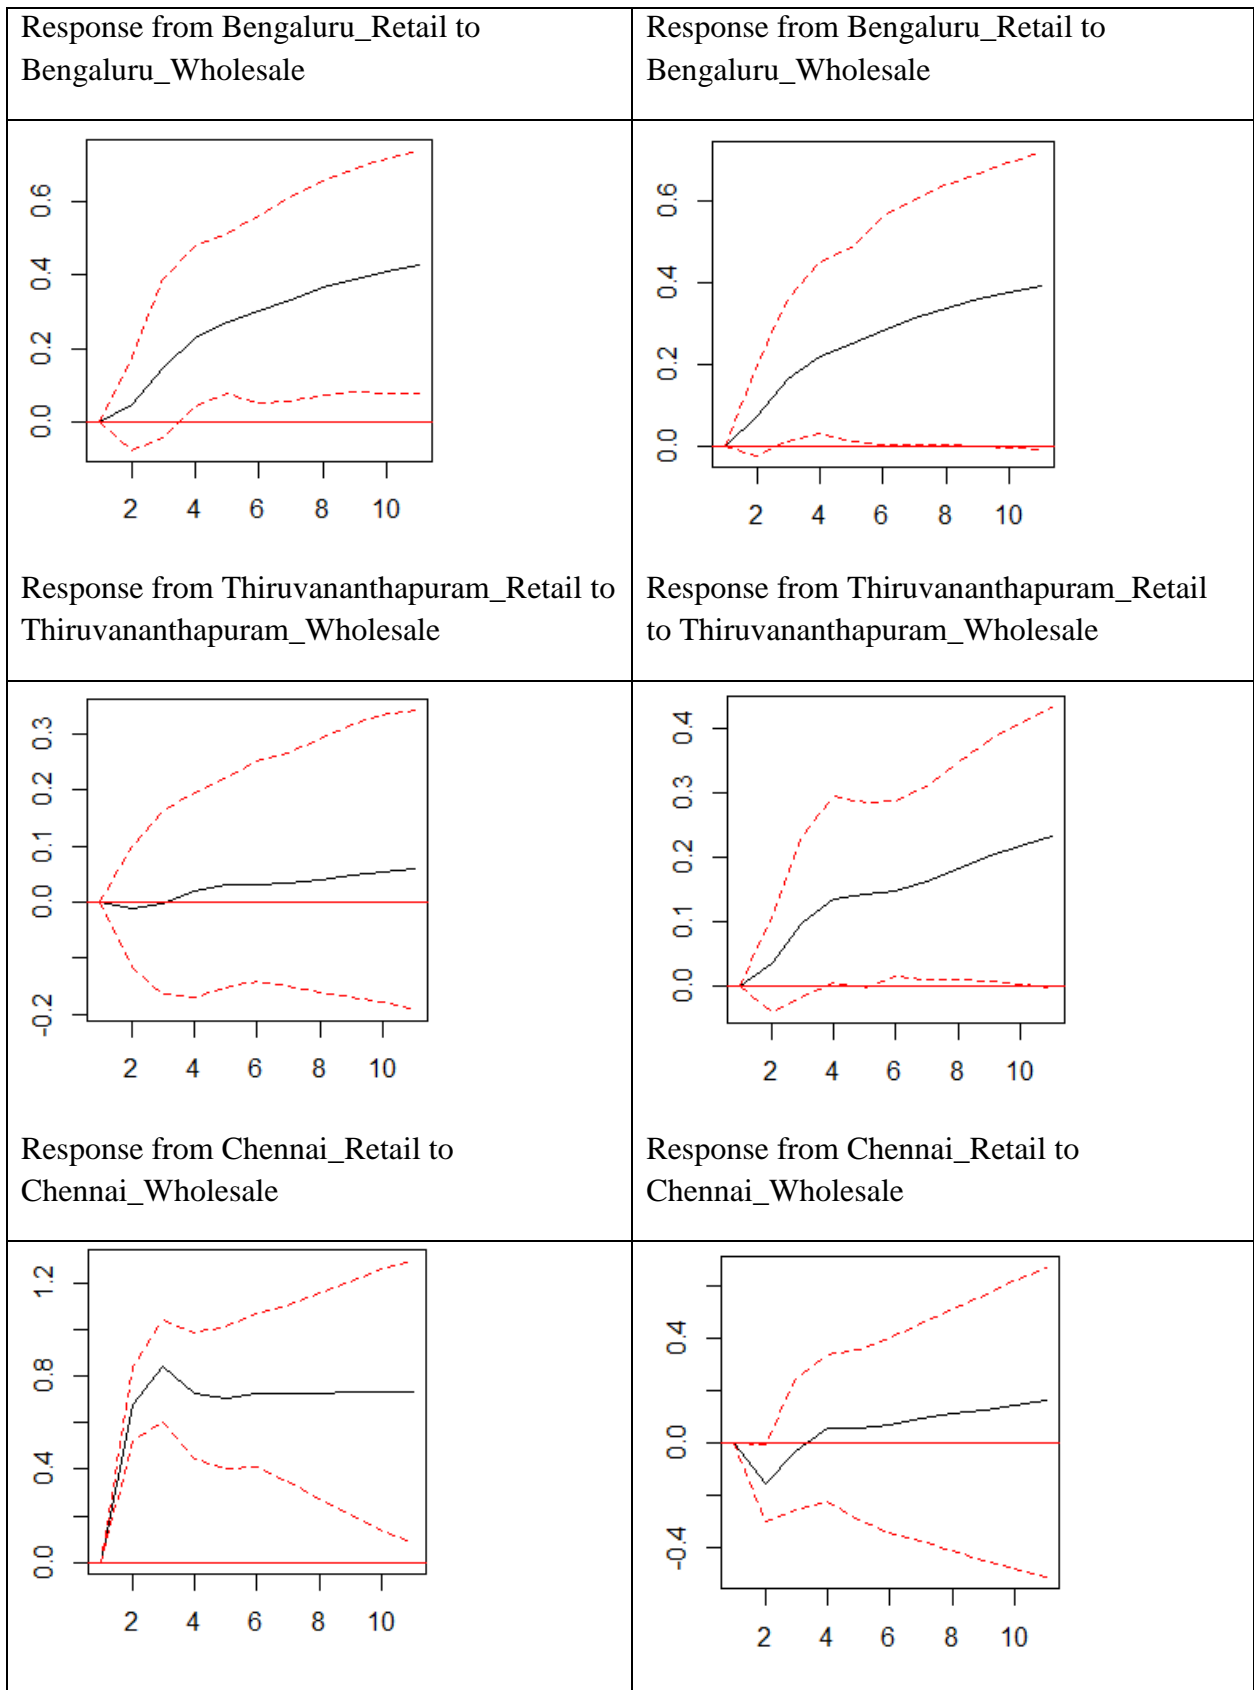 Response from Bengaluru_Retail to
Bengaluru_Wholesale
Response from Bengaluru_Retail to
Bengaluru_Wholesale
0.6
0.4
0.2
0.0
2 4 6 8 10
0.6
0.4
0.2
0.0
2 4 6 8 10
Response from Thiruvananthapuram_Retail to
Thiruvananthapuram_Wholesale
Response from Thiruvananthapuram_Retail
to Thiruvananthapuram_Wholesale
0.3
0.2
0.1
0.0
-0.2
2 4 6 8 10
0.4
0.3
0.2
0.1
0.0
2 4 6 8 10
Response from Chennai_Retail to
Chennai_Wholesale
Response from Chennai_Retail to
Chennai_Wholesale
1.2
0.8
0.4
0.0
2 4 6 8 10
0.4
0.0
-0.4
2 4 6 8 10